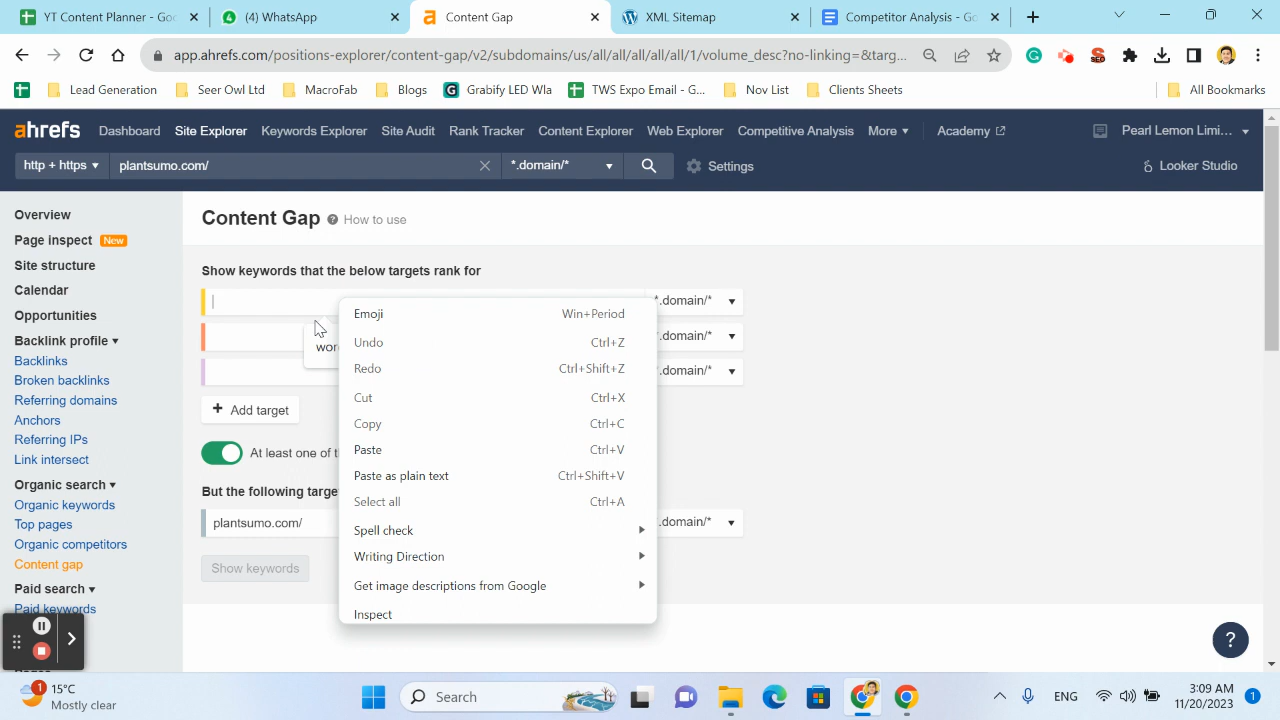 YT Content Planner - Goo
(4) WhatsApp
Content Gap
XML Sitemap
Competitor Analysis - Go
app.ahrefs.com/positions-explorer/content-gap/v2/subdomains/us/all/all/all/all/1/volume_desc?no-linking=&targ...
Lead Generation
Seer Owl Ltd
MacroFab
Blogs
Grabify LED Wla
TWS Expo Email - G...
Nov List
Clients Sheets
All Bookmarks
ahrefs
Dashboard
Site Explorer
Keywords Explorer
Site Audit
Rank Tracker
Content Explorer
Web Explorer
Competitive Analysis
More
Academy
Pearl Lemon Limi...
http + https
plantsumo.com/
*.domain/*
Settings
Looker Studio
Overview
Page inspect New
Site structure
Calendar
Opportunities
Backlink profile
Backlinks
Broken backlinks
Referring domains
Anchors
Referring IPs
Link intersect
Organic search
Organic keywords
Top pages
Organic competitors
Content gap
Paid search
Paid keywords
Content Gap
How to use
Show keywords that the below targets rank for
*.domain/*
.domain/*
.domain/*
+ Add target
At least one of t
But the following targe
plantsumo.com/
.domain/*
Show keywords
Emoji Win+Period
Undo Ctrl+Z
Redo Ctrl+Shift+Z
Cut Ctrl+X
Copy Ctrl+C
Paste Ctrl+V
Paste as plain text Ctrl+Shift+V
Select all Ctrl+A
Spell check
Writing Direction
Get image descriptions from Google
Inspect
?
1
15°C
Mostly clear
Search
ENG
3:09 AM
11/20/2023
1